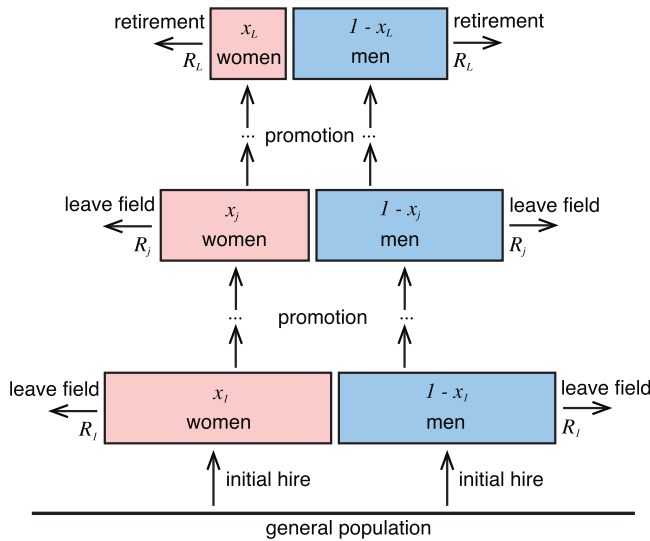 retirement x_L 1 - x_L retirement
R_L women men R_L
... promotion ...
leave field x_j 1 - x_j leave field
R_j women men R_j
... promotion ...
leave field x_1 1 - x_1 leave field
R_1 women men R_1
initial hire initial hire
general population